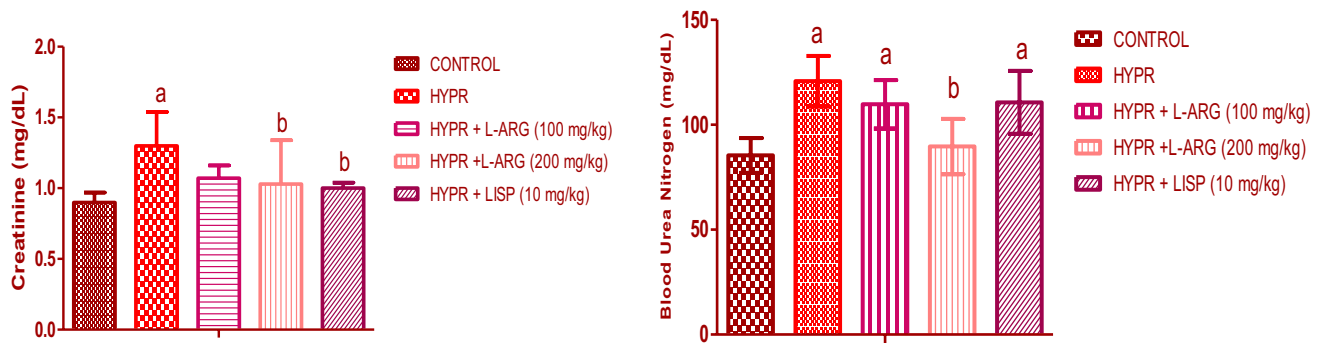 Creatinine (mg/dL)
2.0
1.5
1.0
0.5
0.0
a
b
b
CONTROL
HYPR
HYPR + L-ARG (100 mg/kg)
HYPR +L-ARG (200 mg/kg)
HYPR + LISP (10 mg/kg)
Blood Urea Nitrogen (mg/dL)
150
100
50
0
a
a
b
a
CONTROL
HYPR
HYPR + L-ARG (100 mg/kg)
HYPR +L-ARG (200 mg/kg)
HYPR + LISP (10 mg/kg)